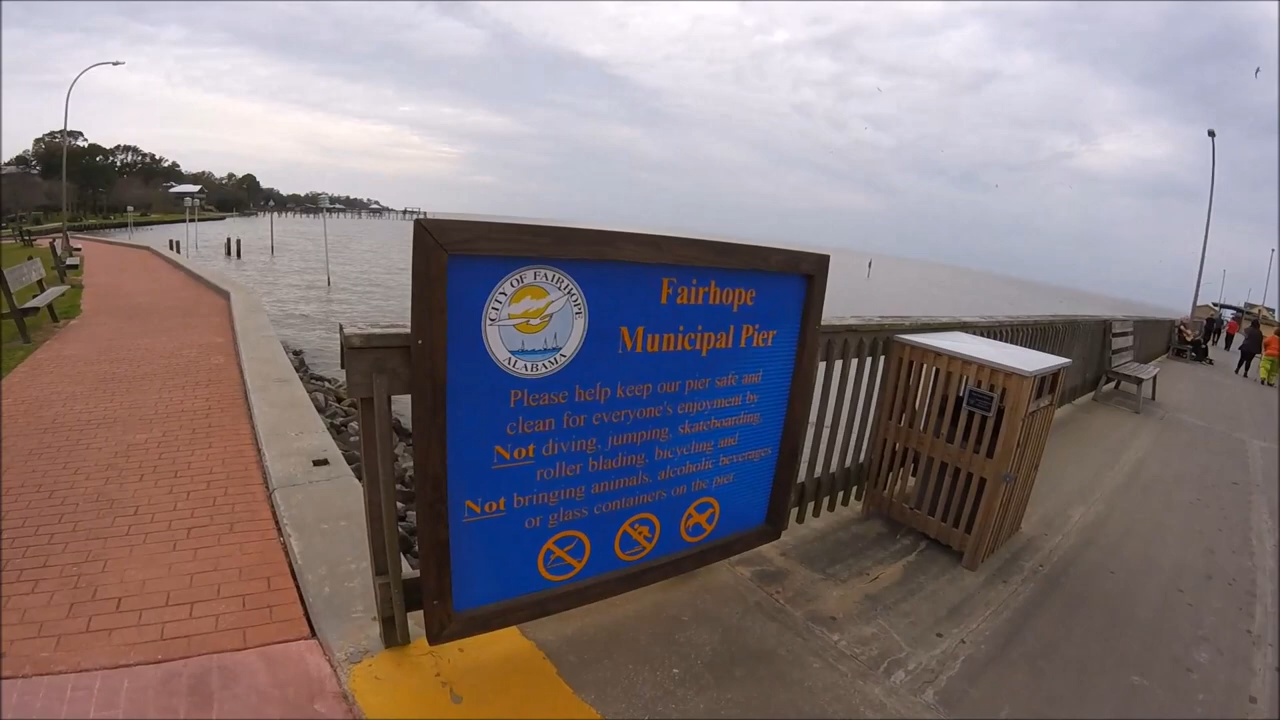 CITY OF FAIRHOPE
ALABAMA
Fairhope
Municipal Pier
Please help keep our pier safe and
clean for everyone's enjoyment by
Not diving, jumping, skateboarding,
roller blading, bicycling and
Not bringing animals, alcoholic beverages
or glass containers on the pier.